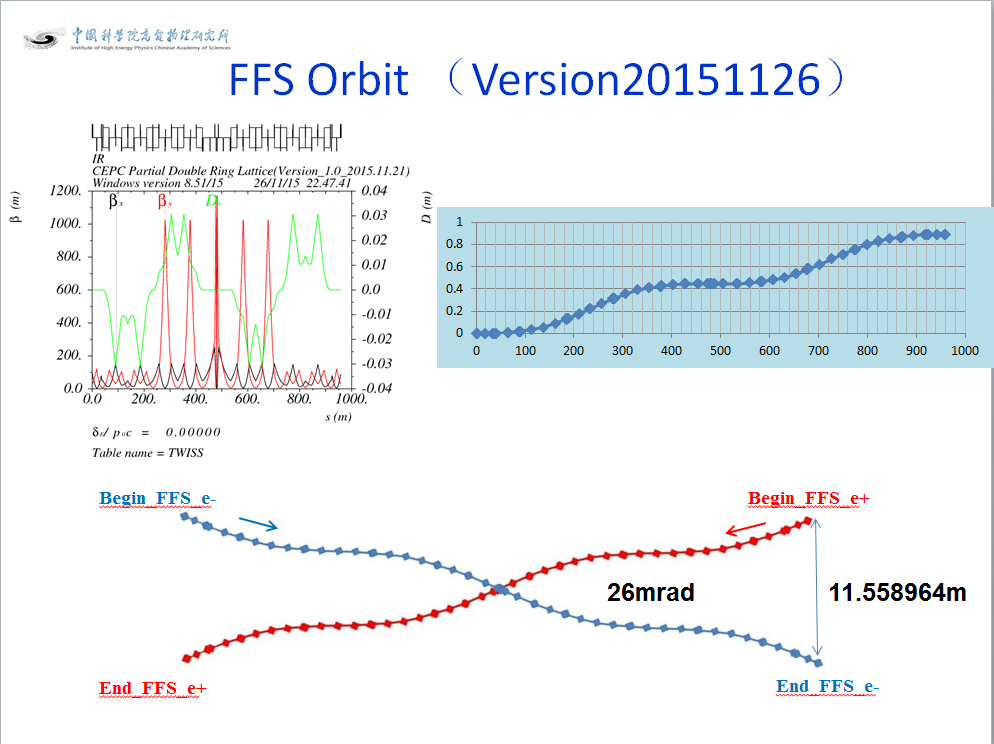 中国科学院高能物理研究所
Institute of High Energy Physics Chinese Academy of Sciences
FFS Orbit （Version20151126）
IR
CEPC Partial Double Ring Lattice(Version_1.0_2015.11.21)
Windows version 8.51/15 26/11/15 22.47.41
β (m)
D (m)
βx βy Dx
1200. 0.04
1000. 0.03
0.02
800. 0.01
600. 0.0
-0.01
400. -0.02
200. -0.03
0.0 -0.04
0.0 200. 400. 600. 800. 1000.
s (m)
δE/ p0c = 0.00000
Table name = TWISS
1
0.8
0.6
0.4
0.2
0
0 100 200 300 400 500 600 700 800 900 1000
Begin_FFS_e- Begin_FFS_e+
26mrad 11.558964m
End_FFS_e+ End_FFS_e-